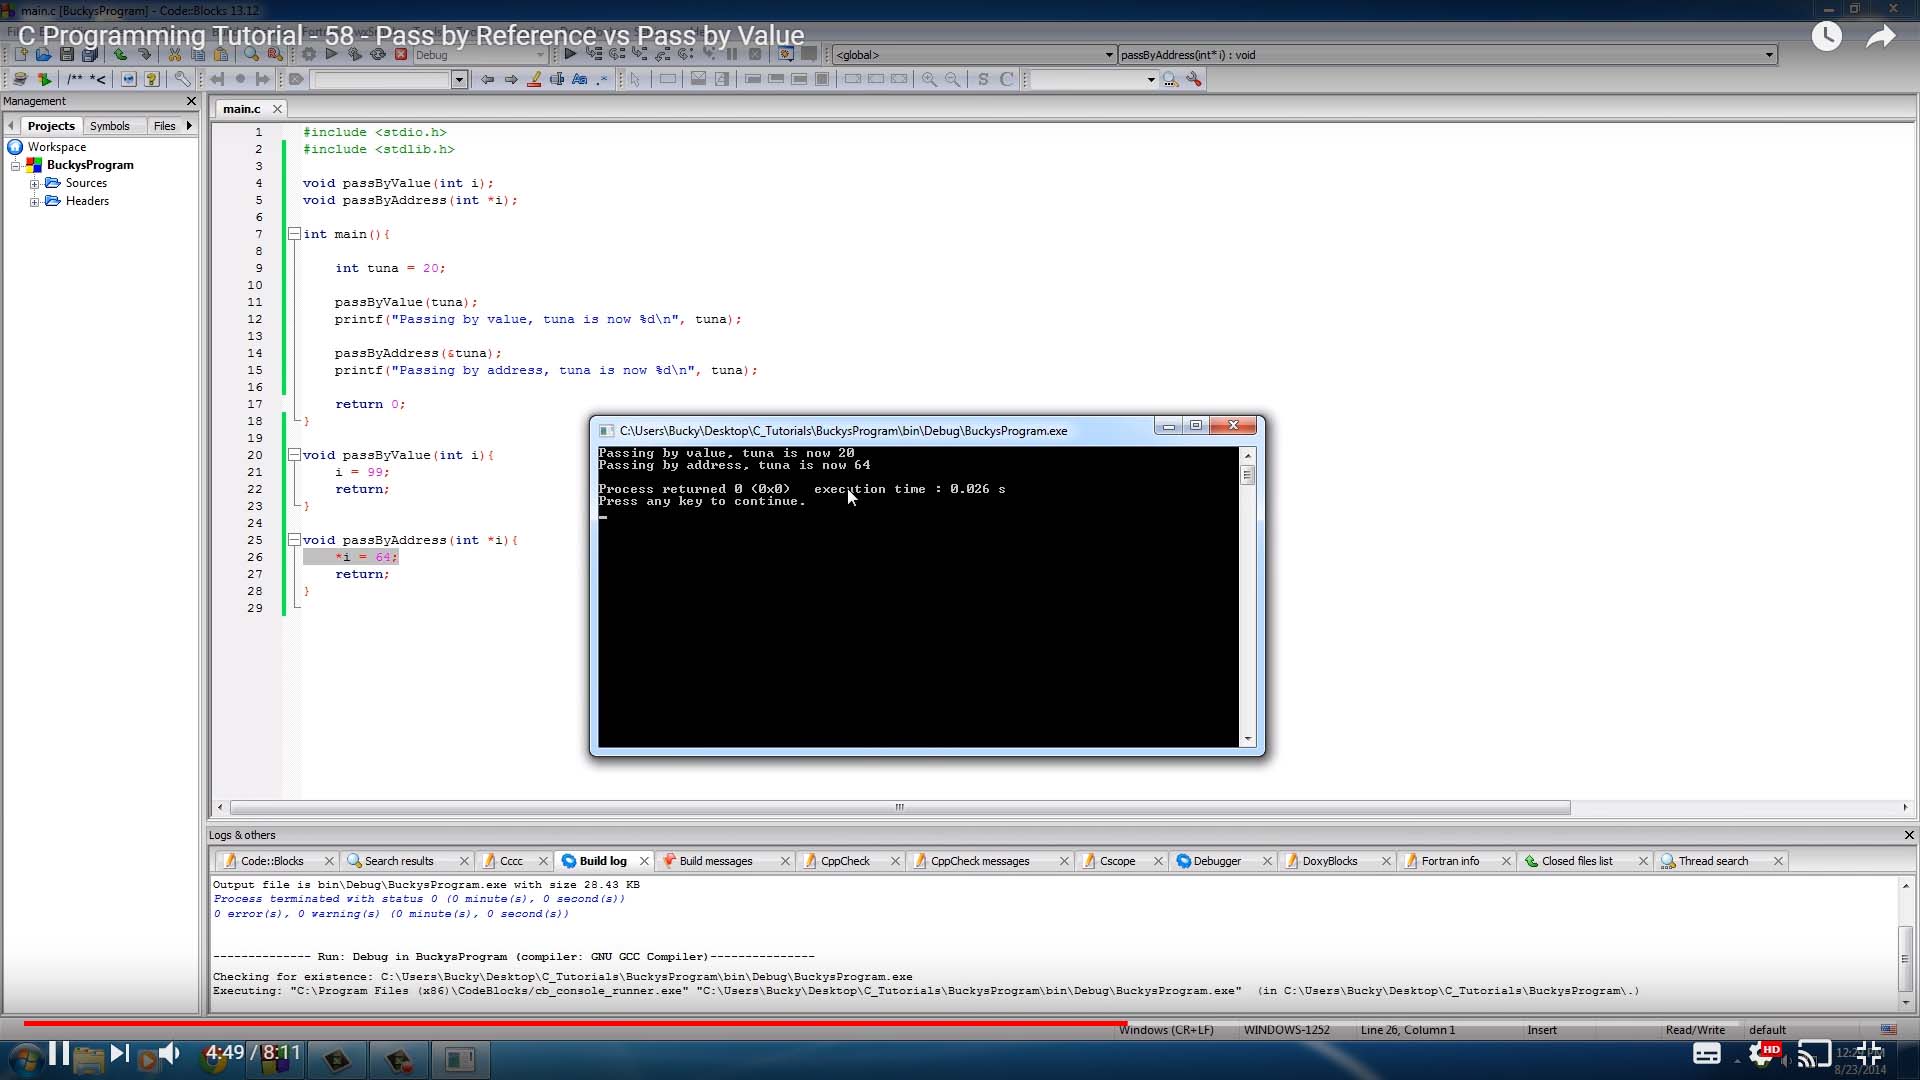 main.c [BuckysProgram] - Code::Blocks 13.12
C Programming Tutorial - 58 - Pass by Reference vs Pass by Value
Debug
<global>
passByAddress(int* i) : void
/** *<
Aa .*
S C
Management
main.c
Projects Symbols Files
Workspace
BuckysProgram
Sources
Headers
1 #include <stdio.h>
2 #include <stdlib.h>
3
4 void passByValue(int i);
5 void passByAddress(int *i);
6
7 int main(){
8
9 int tuna = 20;
10
11 passByValue(tuna);
12 printf("Passing by value, tuna is now %d\n", tuna);
13
14 passByAddress(&tuna);
15 printf("Passing by address, tuna is now %d\n", tuna);
16
17 return 0;
18 }
19
20 void passByValue(int i){
21 i = 99;
22 return;
23 }
24
25 void passByAddress(int *i){
26 *i = 64;
27 return;
28 }
29
C:\Users\Bucky\Desktop\C_Tutorials\BuckysProgram\bin\Debug\BuckysProgram.exe
Passing by value, tuna is now 20
Passing by address, tuna is now 64
Process returned 0 (0x0) execution time : 0.026 s
Press any key to continue.
Logs & others
Code::Blocks Search results Cccc Build log Build messages CppCheck CppCheck messages Cscope Debugger DoxyBlocks Fortran info Closed files list Thread search
Output file is bin\Debug\BuckysProgram.exe with size 28.43 KB
Process terminated with status 0 (0 minute(s), 0 second(s))
0 error(s), 0 warning(s) (0 minute(s), 0 second(s))
-------------- Run: Debug in BuckysProgram (compiler: GNU GCC Compiler)---------------
Checking for existence: C:\Users\Bucky\Desktop\C_Tutorials\BuckysProgram\bin\Debug\BuckysProgram.exe
Executing: "C:\Program Files (x86)\CodeBlocks/cb_console_runner.exe" "C:\Users\Bucky\Desktop\C_Tutorials\BuckysProgram\bin\Debug\BuckysProgram.exe" (in C:\Users\Bucky\Desktop\C_Tutorials\BuckysProgram\.)
Windows (CR+LF) WINDOWS-1252 Line 26, Column 1 Insert Read/Write default
4:49 / 8:11
HD
8/23/2014